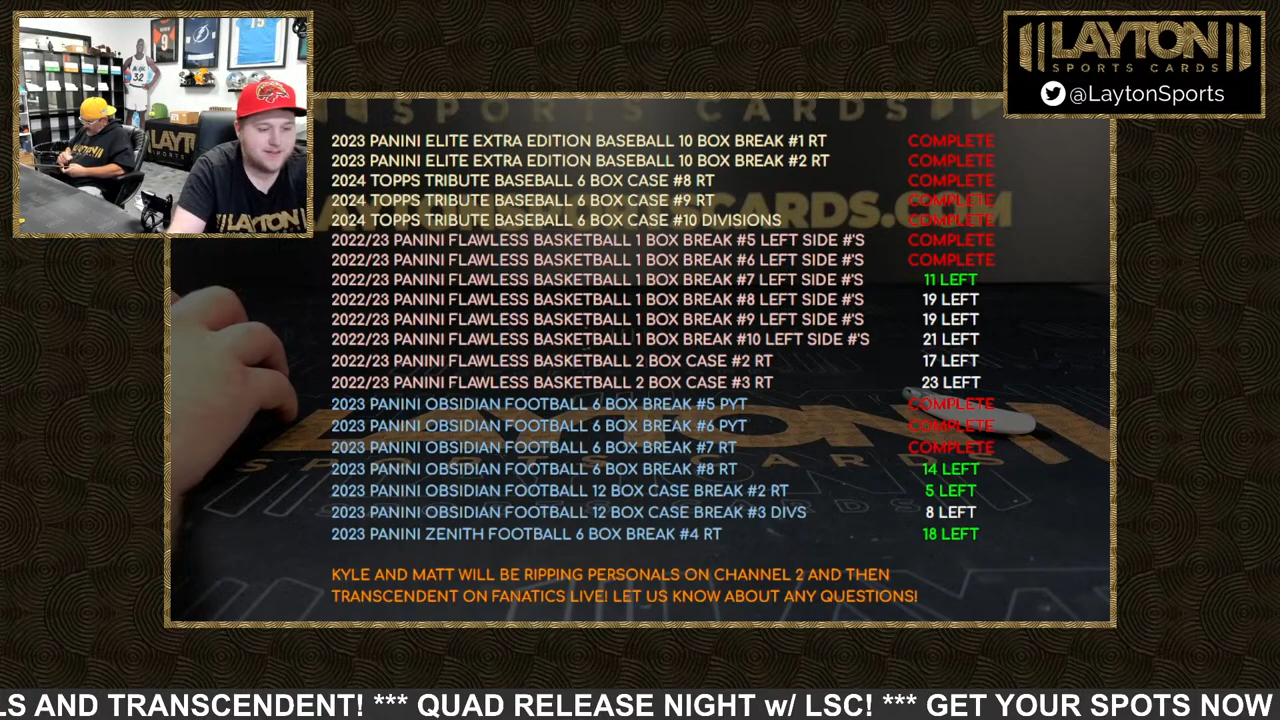 LAYTON
SPORTS CARDS
@LaytonSports
SPORTS CARDS
2023 PANINI ELITE EXTRA EDITION BASEBALL 10 BOX BREAK #1 RT COMPLETE
2023 PANINI ELITE EXTRA EDITION BASEBALL 10 BOX BREAK #2 RT COMPLETE
2024 TOPPS TRIBUTE BASEBALL 6 BOX CASE #8 RT COMPLETE
2024 TOPPS TRIBUTE BASEBALL 6 BOX CASE #9 RT COMPLETE
2024 TOPPS TRIBUTE BASEBALL 6 BOX CASE #10 DIVISIONS COMPLETE
2022/23 PANINI FLAWLESS BASKETBALL 1 BOX BREAK #5 LEFT SIDE #'S COMPLETE
2022/23 PANINI FLAWLESS BASKETBALL 1 BOX BREAK #6 LEFT SIDE #'S COMPLETE
2022/23 PANINI FLAWLESS BASKETBALL 1 BOX BREAK #7 LEFT SIDE #'S 11 LEFT
2022/23 PANINI FLAWLESS BASKETBALL 1 BOX BREAK #8 LEFT SIDE #'S 19 LEFT
2022/23 PANINI FLAWLESS BASKETBALL 1 BOX BREAK #9 LEFT SIDE #'S 19 LEFT
2022/23 PANINI FLAWLESS BASKETBALL 1 BOX BREAK #10 LEFT SIDE #'S 21 LEFT
2022/23 PANINI FLAWLESS BASKETBALL 2 BOX CASE #2 RT 17 LEFT
2022/23 PANINI FLAWLESS BASKETBALL 2 BOX CASE #3 RT 23 LEFT
2023 PANINI OBSIDIAN FOOTBALL 6 BOX BREAK #5 PYT COMPLETE
2023 PANINI OBSIDIAN FOOTBALL 6 BOX BREAK #6 PYT COMPLETE
2023 PANINI OBSIDIAN FOOTBALL 6 BOX BREAK #7 RT COMPLETE
2023 PANINI OBSIDIAN FOOTBALL 6 BOX BREAK #8 RT 14 LEFT
2023 PANINI OBSIDIAN FOOTBALL 12 BOX CASE BREAK #2 RT 5 LEFT
2023 PANINI OBSIDIAN FOOTBALL 12 BOX CASE BREAK #3 DIVS 8 LEFT
2023 PANINI ZENITH FOOTBALL 6 BOX BREAK #4 RT 18 LEFT
KYLE AND MATT WILL BE RIPPING PERSONALS ON CHANNEL 2 AND THEN
TRANSCENDENT ON FANATICS LIVE! LET US KNOW ABOUT ANY QUESTIONS!
LS AND TRANSCENDENT! *** QUAD RELEASE NIGHT w/ LSC! *** GET YOUR SPOTS NOW